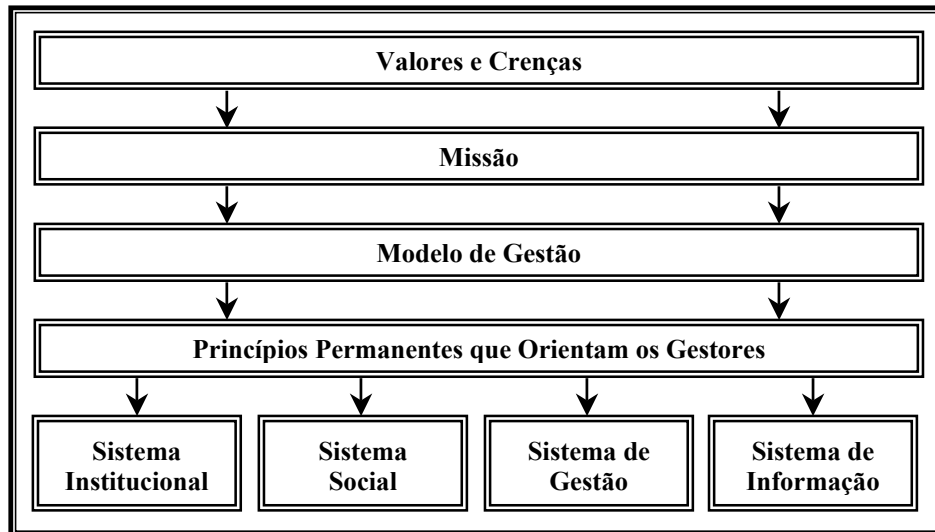 Valores e Crenças
Missão
Modelo de Gestão
Princípios Permanentes que Orientam os Gestores
Sistema
Institucional
Sistema
Social
Sistema de
Gestão
Sistema de
Informação